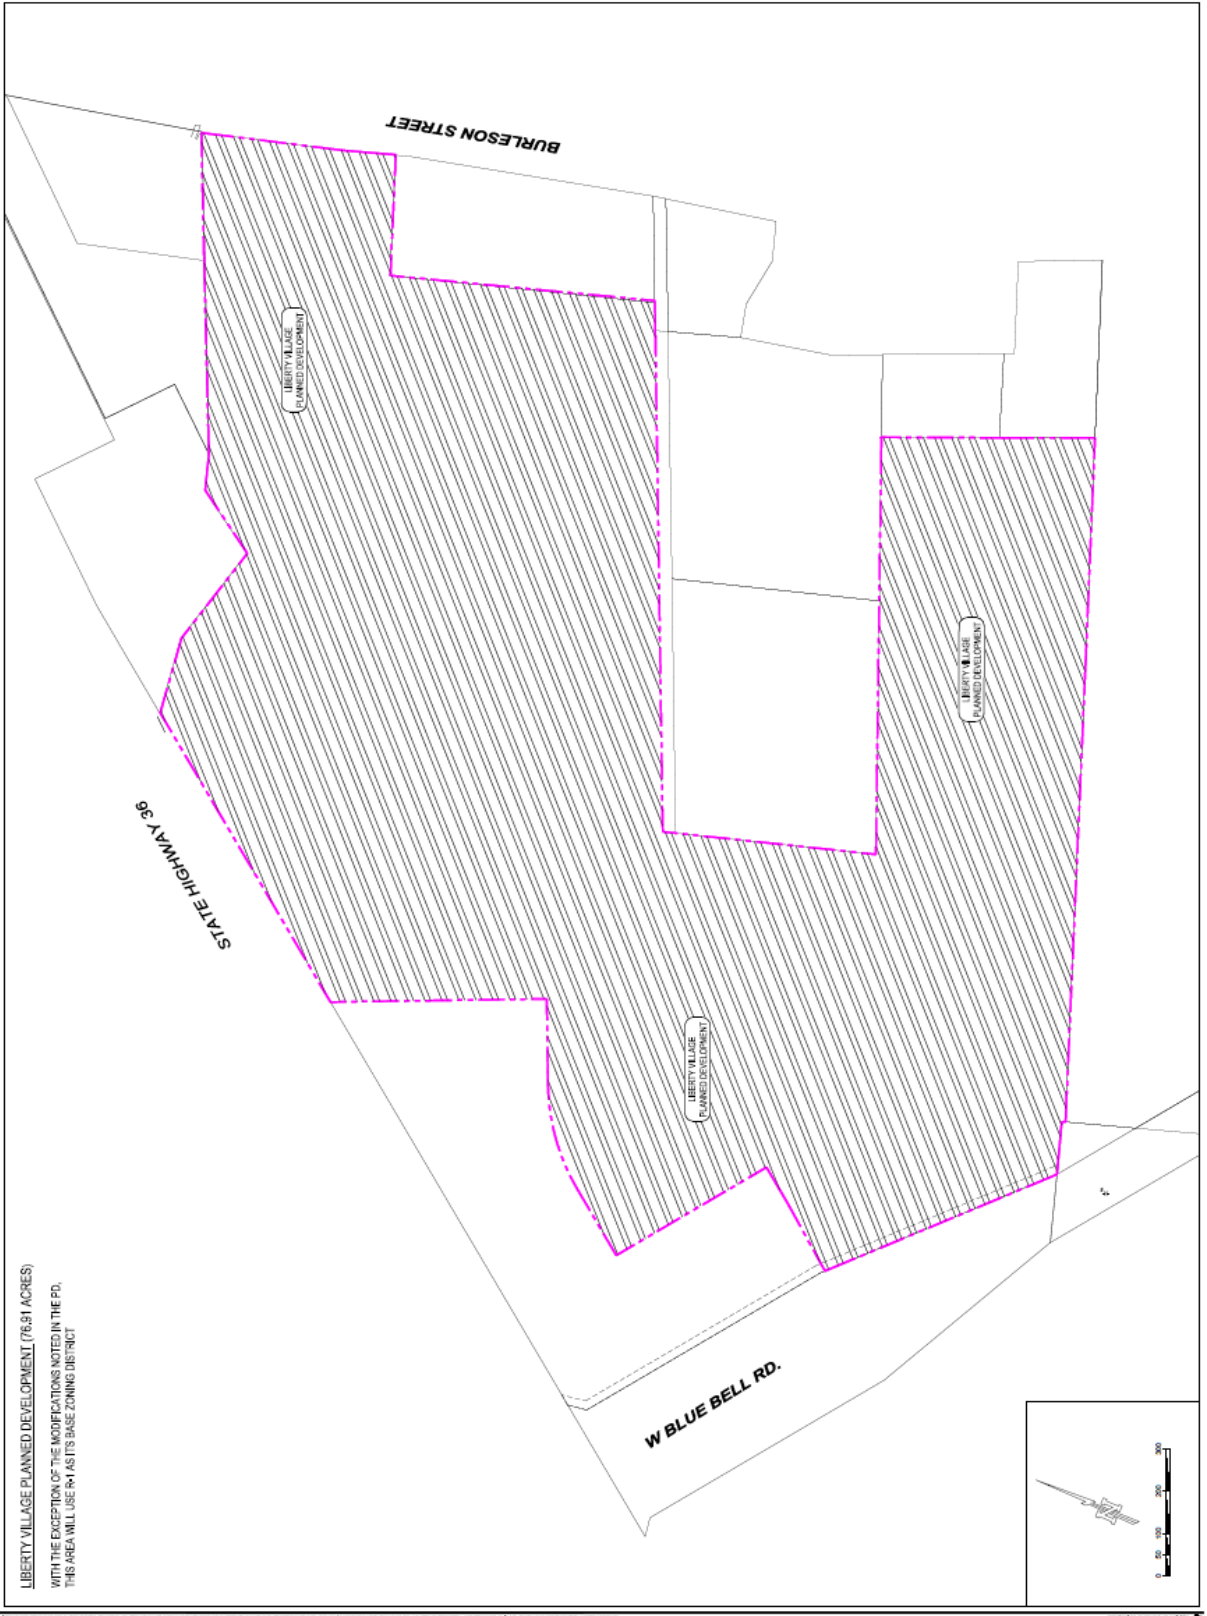 LIBERTY VILLAGE PLANNED DEVELOPMENT (76.91 ACRES)
WITH THE EXCEPTION OF THE MODIFICATIONS NOTED IN THE PD,
THIS AREA WILL USE R-1 AS ITS BASE ZONING DISTRICT
BURLESON STREET
LIBERTY VILLAGE
PLANNED DEVELOPMENT
STATE HIGHWAY 36
LIBERTY VILLAGE
PLANNED DEVELOPMENT
LIBERTY VILLAGE
PLANNED DEVELOPMENT
W BLUE BELL RD.
N
0 50 100 200 300